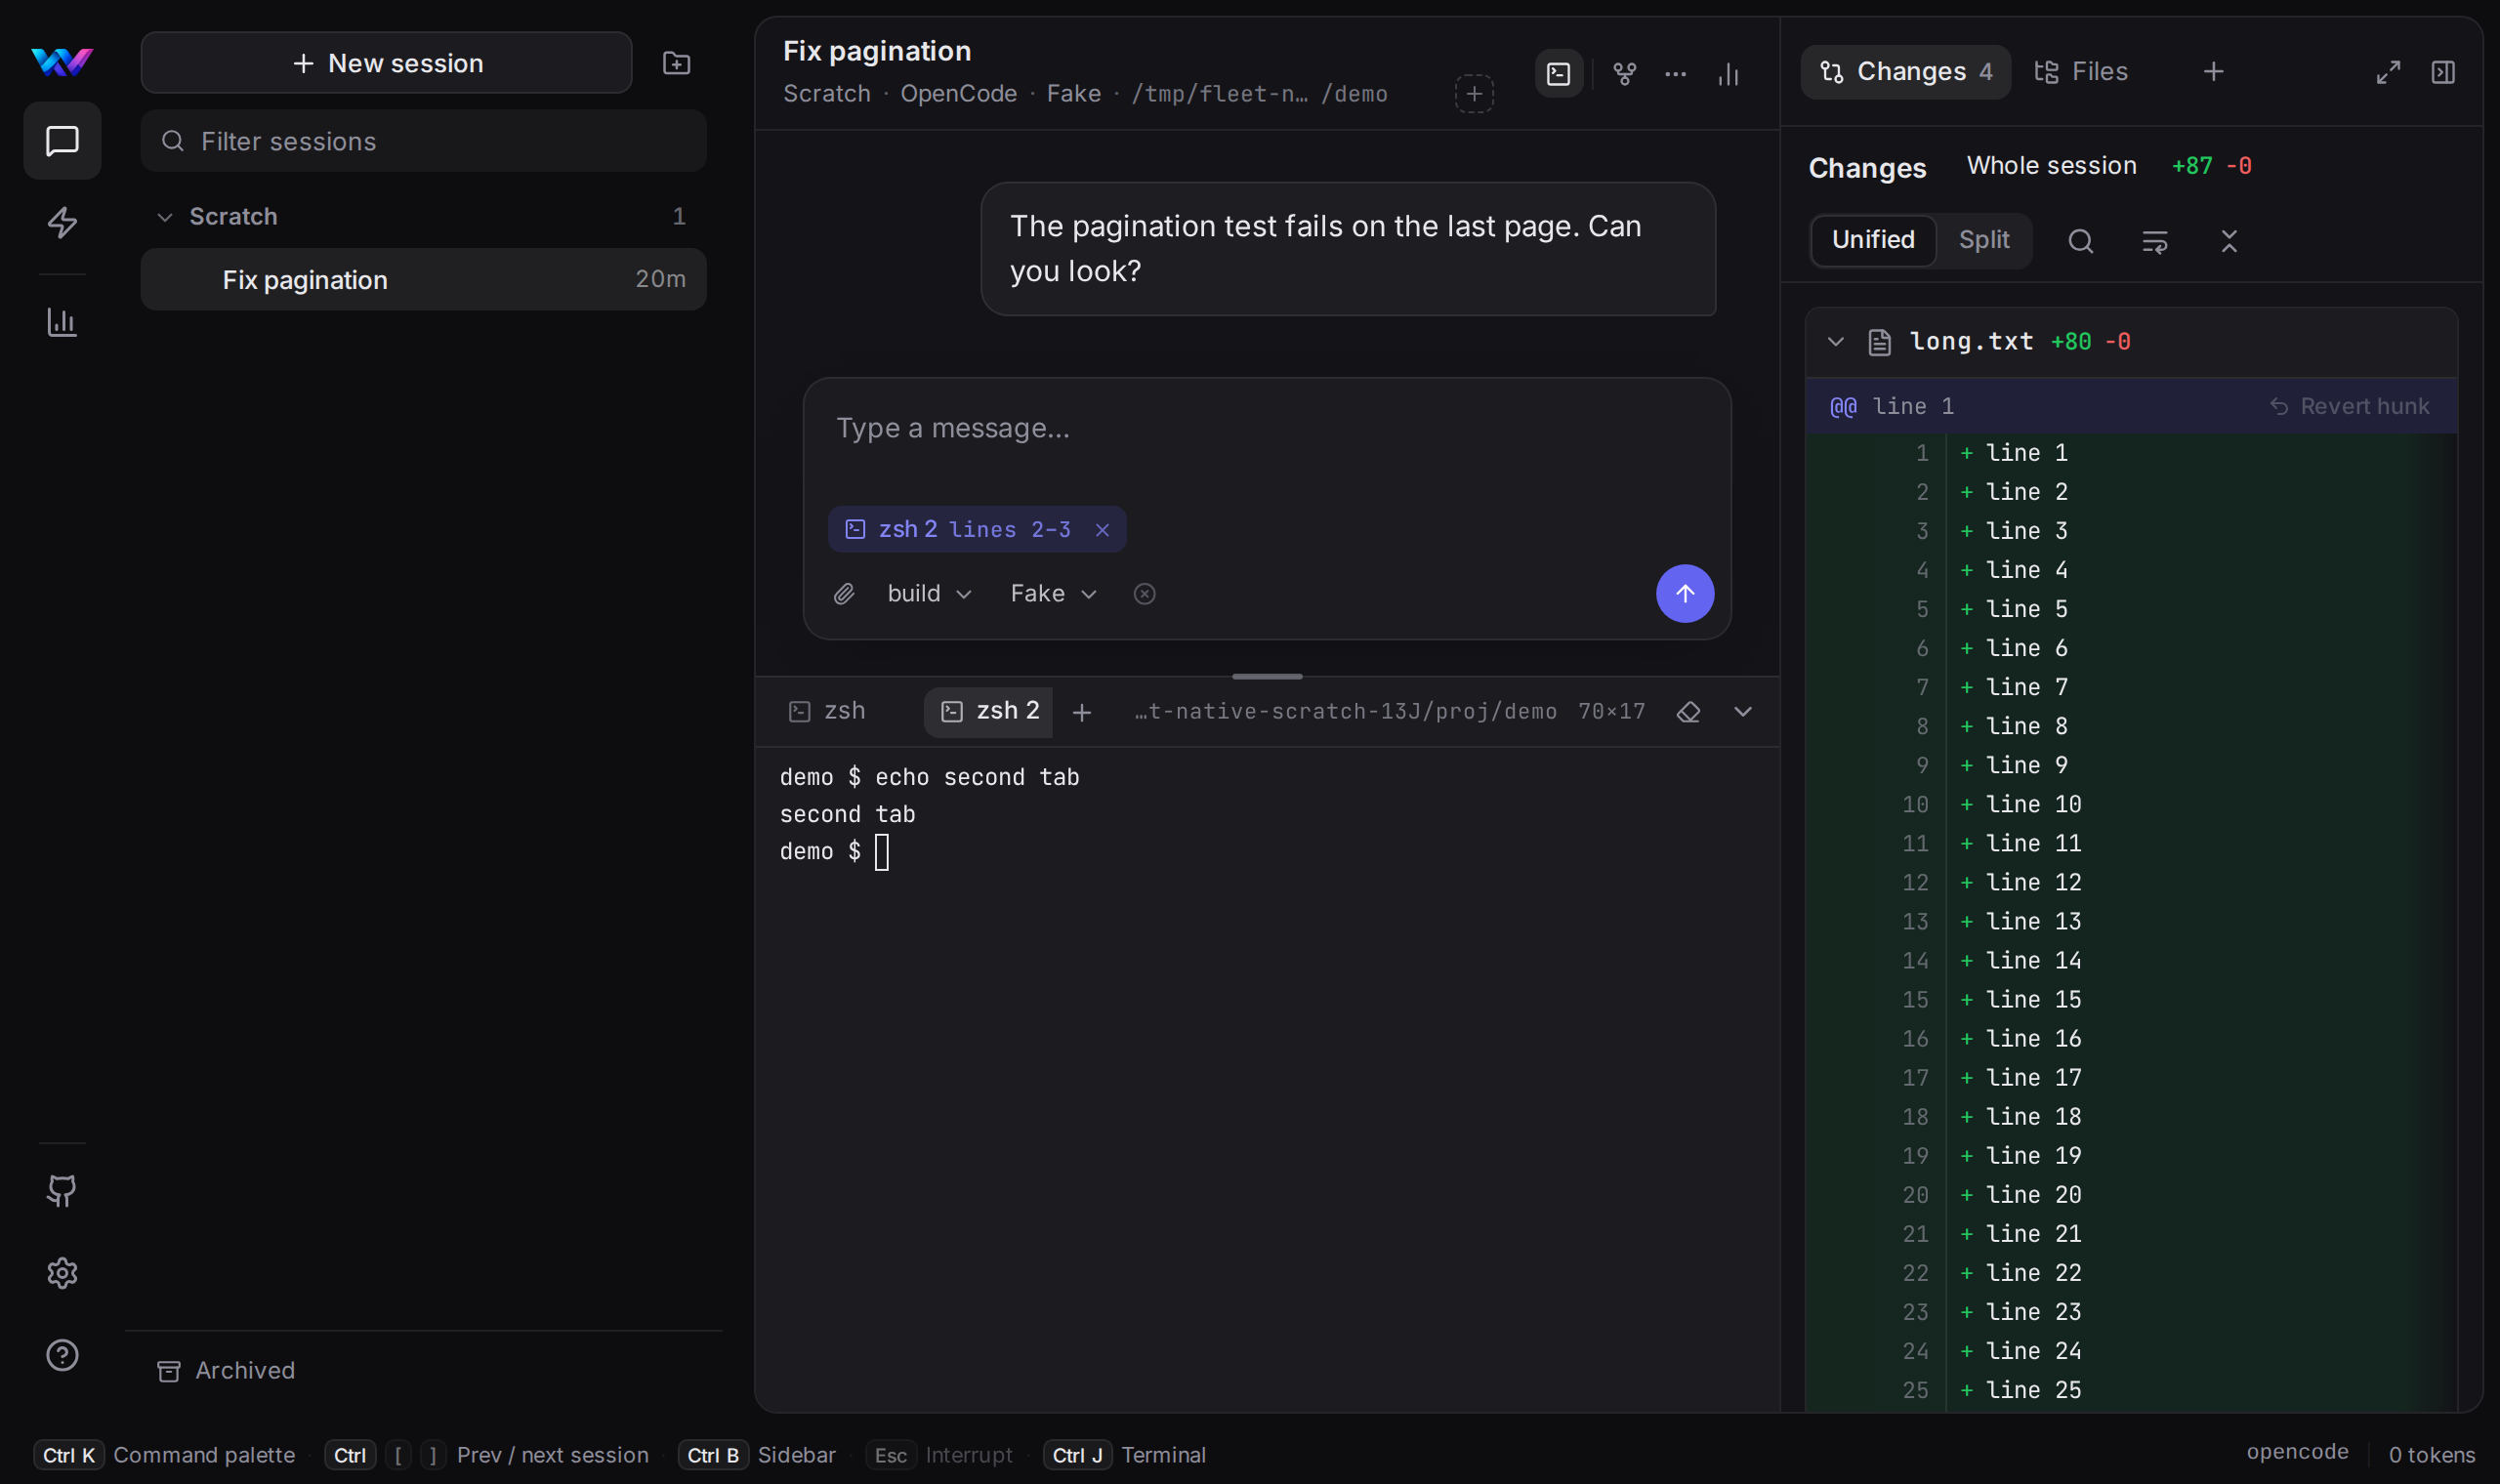 New session
Filter sessions
Scratch 1
Fix pagination 20m
Archived
Fix pagination
Scratch · OpenCode · Fake · /tmp/fleet-n… /demo
The pagination test fails on the last page. Can
you look?
Type a message...
zsh 2 lines 2–3
build Fake
zsh zsh 2 …t-native-scratch-13J/proj/demo 70×17
demo $ echo second tab
second tab
demo $
Changes 4 Files
Changes Whole session +87 -0
Unified Split
long.txt +80 -0
@@ line 1 Revert hunk
1 + line 1
2 + line 2
3 + line 3
4 + line 4
5 + line 5
6 + line 6
7 + line 7
8 + line 8
9 + line 9
10 + line 10
11 + line 11
12 + line 12
13 + line 13
14 + line 14
15 + line 15
16 + line 16
17 + line 17
18 + line 18
19 + line 19
20 + line 20
21 + line 21
22 + line 22
23 + line 23
24 + line 24
25 + line 25
Ctrl K Command palette · Ctrl [ ] Prev / next session · Ctrl B Sidebar · Esc Interrupt · Ctrl J Terminal
opencode 0 tokens